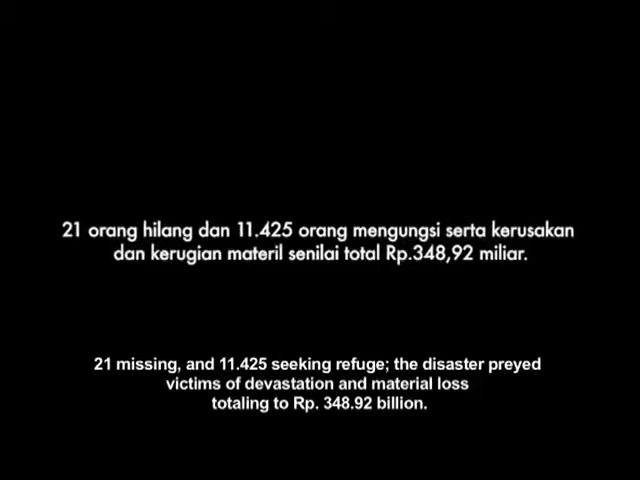 21 orang hilang dan 11.425 orang mengungsi serta kerusakan
dan kerugian materil senilai total Rp.348,92 miliar.
21 missing, and 11.425 seeking refuge; the disaster preyed
victims of devastation and material loss
totaling to Rp. 348.92 billion.